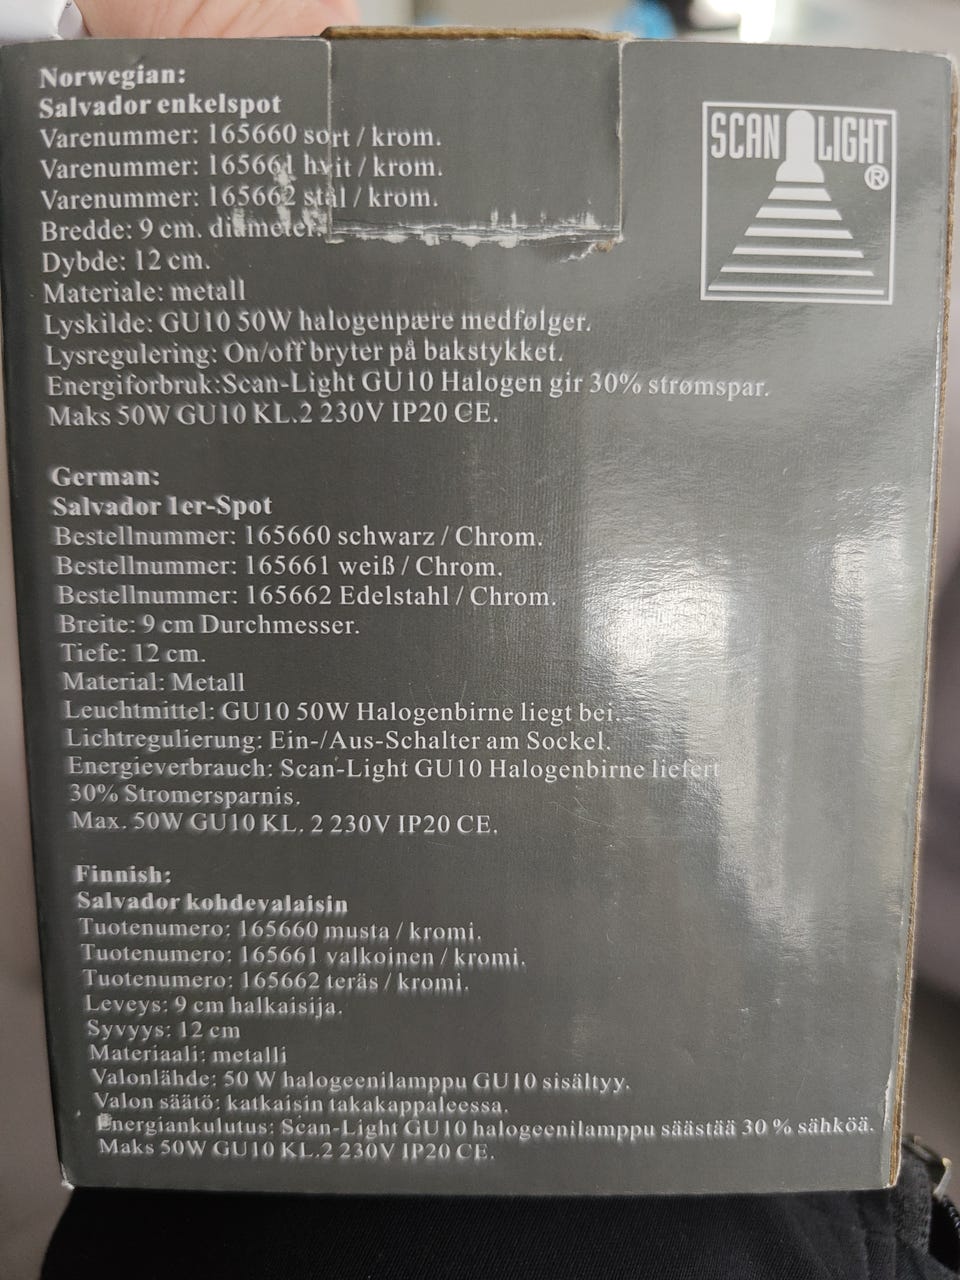 Norwegian:
Salvador enkelspot
Varenummer: 165660 sort / krom.
Varenummer: 165661 hvit / krom.
Varenummer: 165662 stål / krom.
Bredde: 9 cm. diameter.
Dybde: 12 cm.
Materiale: metall
Lyskilde: GU10 50W halogenpære medfølger.
Lysregulering: On/off bryter på bakstykket.
Energiforbruk:Scan-Light GU10 Halogen gir 30% strømspar.
Maks 50W GU10 KL.2 230V IP20 CE.
SCAN LIGHT ®
German:
Salvador 1er-Spot
Bestellnummer: 165660 schwarz / Chrom.
Bestellnummer: 165661 weiß / Chrom.
Bestellnummer: 165662 Edelstahl / Chrom.
Breite: 9 cm Durchmesser.
Tiefe: 12 cm.
Material: Metall
Leuchtmittel: GU10 50W Halogenbirne liegt bei.
Lichtregulierung: Ein-/Aus-Schalter am Sockel.
Energieverbrauch: Scan-Light GU10 Halogenbirne liefert
30% Stromersparnis.
Max. 50W GU10 KL. 2 230V IP20 CE.
Finnish:
Salvador kohdevalaisin
Tuotenumero: 165660 musta / kromi.
Tuotenumero: 165661 valkoinen / kromi.
Tuotenumero: 165662 teräs / kromi.
Leveys: 9 cm halkaisija.
Syvyys: 12 cm
Materiaali: metalli
Valonlähde: 50 W halogeenilamppu GU10 sisältyy.
Valon säätö: katkaisin takakappaleessa.
Energiankulutus: Scan-Light GU10 halogeenilamppu säästää 30 % sähköä.
Maks 50W GU10 KL.2 230V IP20 CE.